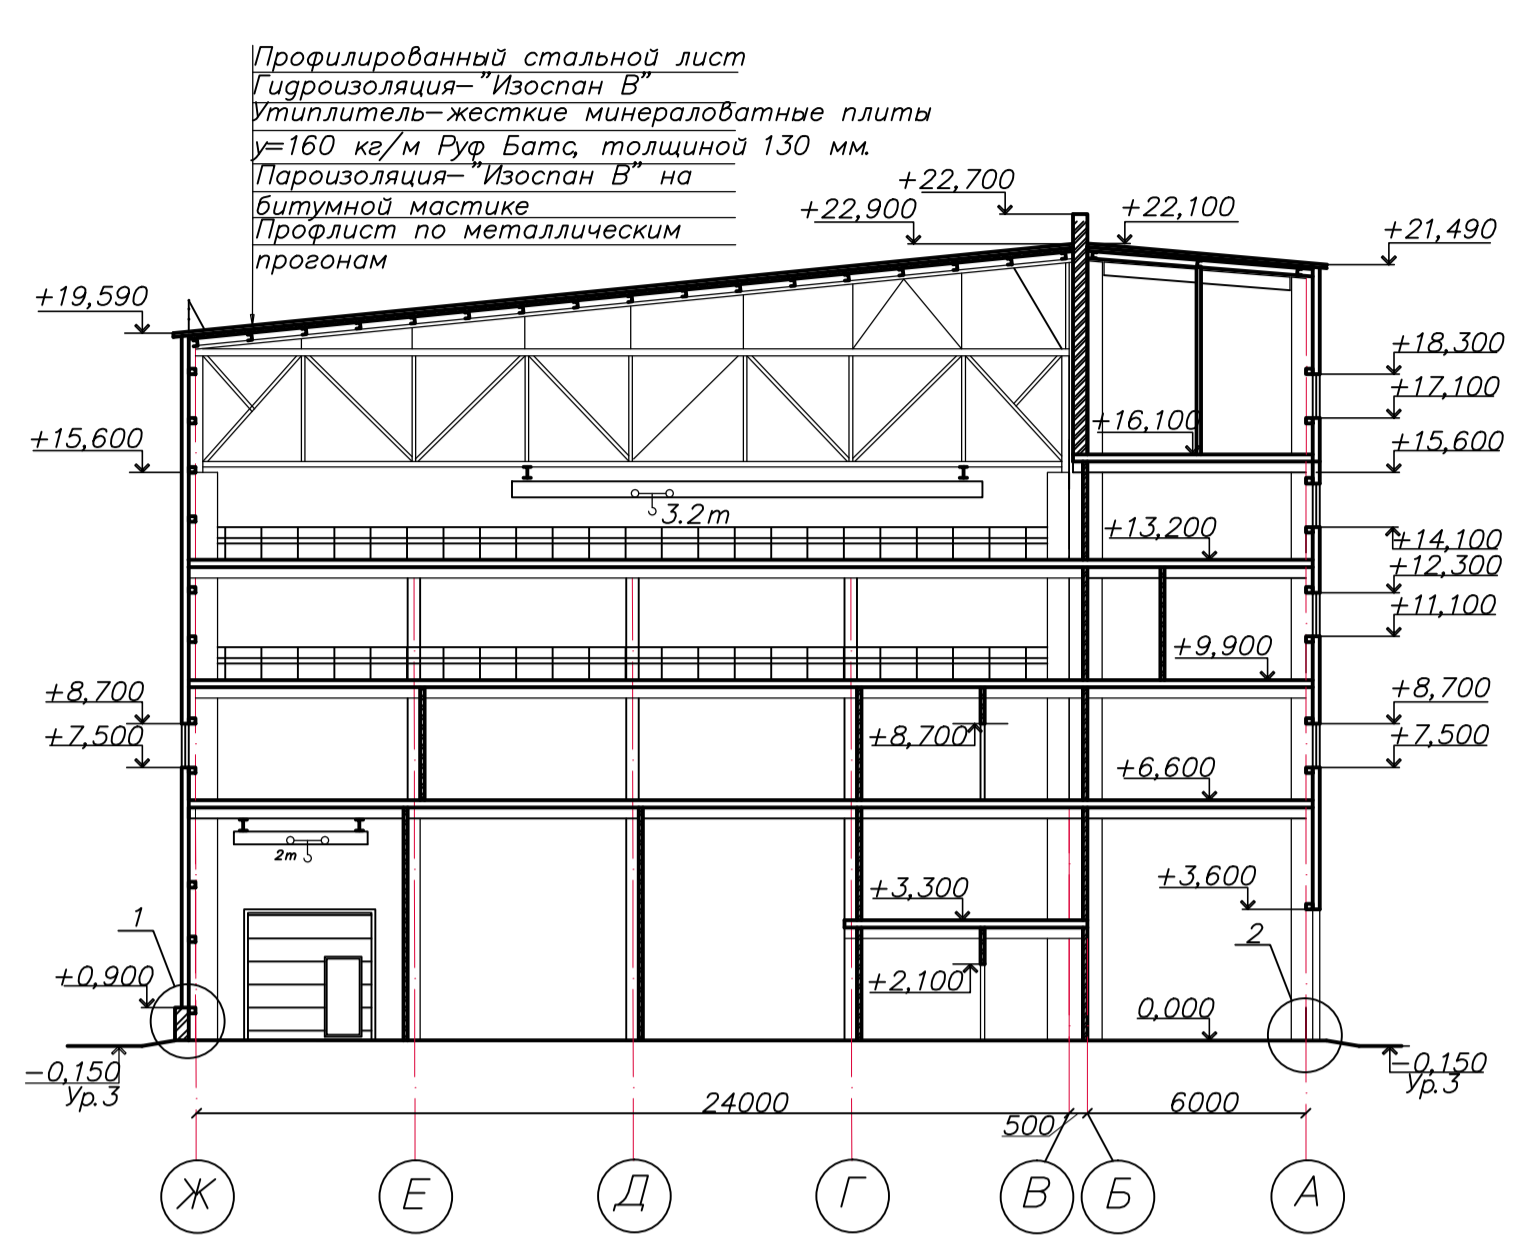 Профилированный стальной лист
Гидроизоляция–"Изоспан В"
Утиплитель–жесткие минераловатные плиты
y=160 кг/м Руф Батс, толщиной 130 мм.
Пароизоляция–"Изоспан В" на
битумной мастике
Профлист по металлическим
прогонам
+22,700
+22,900
+22,100
+21,490
+19,590
+18,300
+17,100
+16,100
+15,600
+15,600
3.2т
+13,200
+14,100
+12,300
+11,100
+9,900
+8,700
+8,700
+7,500
+8,700
+7,500
+6,600
2т
+3,300
+3,600
1
2
+0,900
+2,100
0,000
-0,150
Ур.3
-0,150
Ур.3
24000
500
6000
Ж
Е
Д
Г
В
Б
А